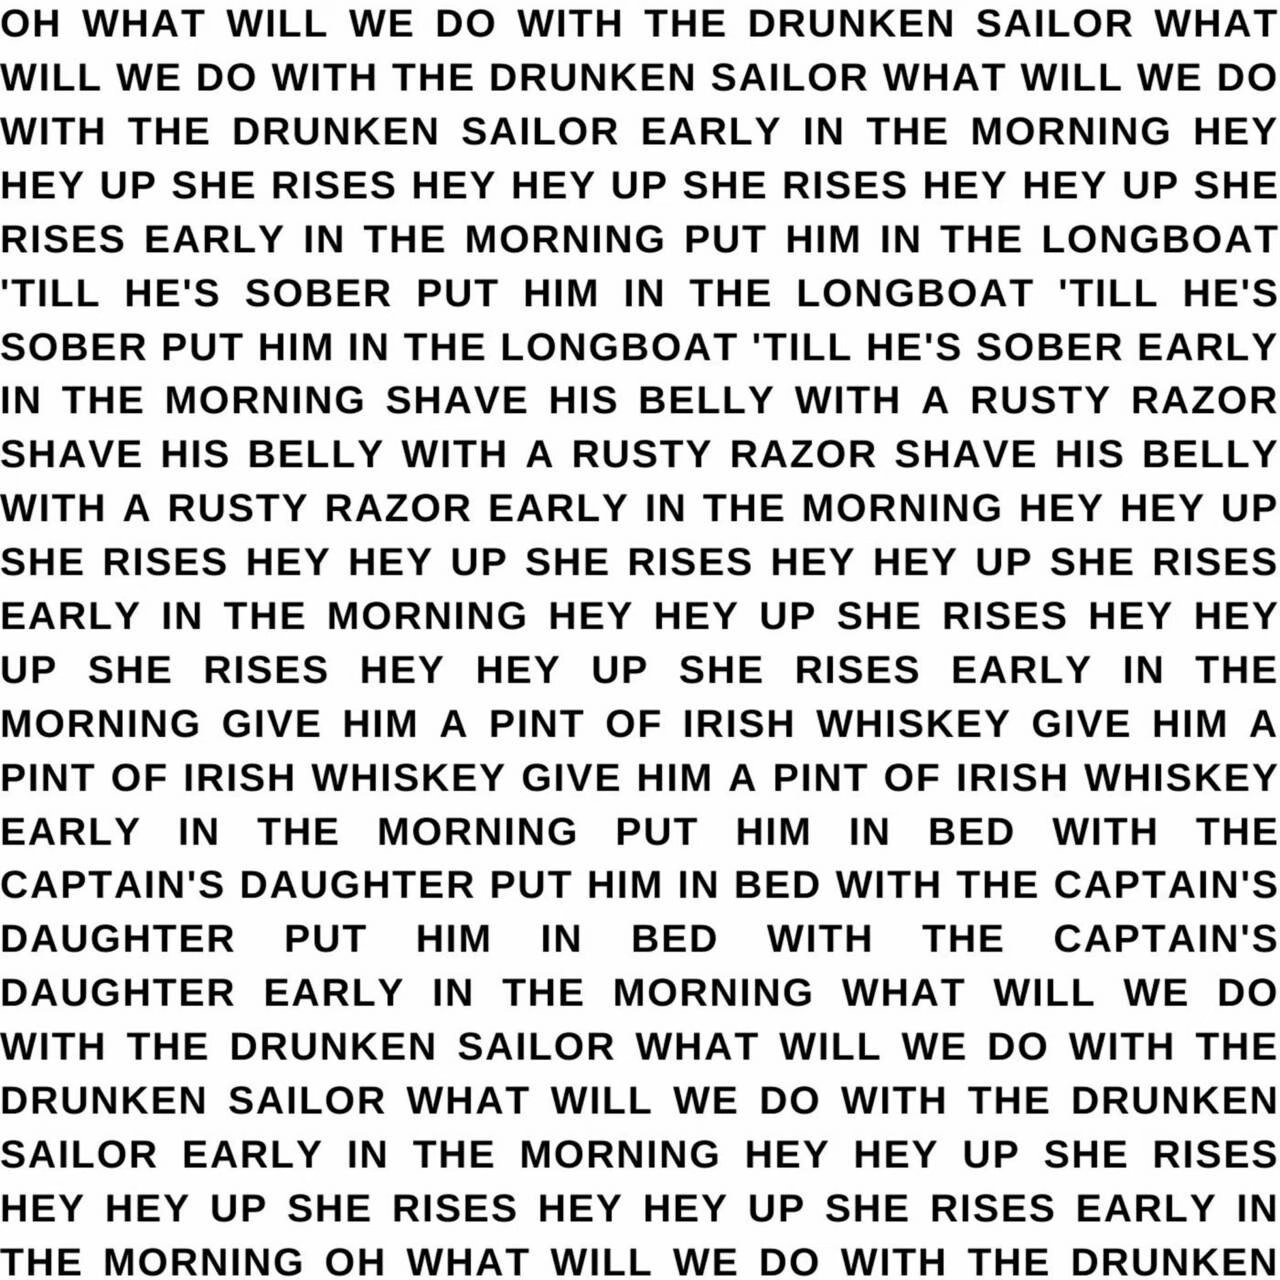 OH WHAT WILL WE DO WITH THE DRUNKEN SAILOR WHAT
WILL WE DO WITH THE DRUNKEN SAILOR WHAT WILL WE DO
WITH THE DRUNKEN SAILOR EARLY IN THE MORNING HEY
HEY UP SHE RISES HEY HEY UP SHE RISES HEY HEY UP SHE
RISES EARLY IN THE MORNING PUT HIM IN THE LONGBOAT
'TILL HE'S SOBER PUT HIM IN THE LONGBOAT 'TILL HE'S
SOBER PUT HIM IN THE LONGBOAT 'TILL HE'S SOBER EARLY
IN THE MORNING SHAVE HIS BELLY WITH A RUSTY RAZOR
SHAVE HIS BELLY WITH A RUSTY RAZOR SHAVE HIS BELLY
WITH A RUSTY RAZOR EARLY IN THE MORNING HEY HEY UP
SHE RISES HEY HEY UP SHE RISES HEY HEY UP SHE RISES
EARLY IN THE MORNING HEY HEY UP SHE RISES HEY HEY
UP SHE RISES HEY HEY UP SHE RISES EARLY IN THE
MORNING GIVE HIM A PINT OF IRISH WHISKEY GIVE HIM A
PINT OF IRISH WHISKEY GIVE HIM A PINT OF IRISH WHISKEY
EARLY IN THE MORNING PUT HIM IN BED WITH THE
CAPTAIN'S DAUGHTER PUT HIM IN BED WITH THE CAPTAIN'S
DAUGHTER PUT HIM IN BED WITH THE CAPTAIN'S
DAUGHTER EARLY IN THE MORNING WHAT WILL WE DO
WITH THE DRUNKEN SAILOR WHAT WILL WE DO WITH THE
DRUNKEN SAILOR WHAT WILL WE DO WITH THE DRUNKEN
SAILOR EARLY IN THE MORNING HEY HEY UP SHE RISES
HEY HEY UP SHE RISES HEY HEY UP SHE RISES EARLY IN
THE MORNING OH WHAT WILL WE DO WITH THE DRUNKEN